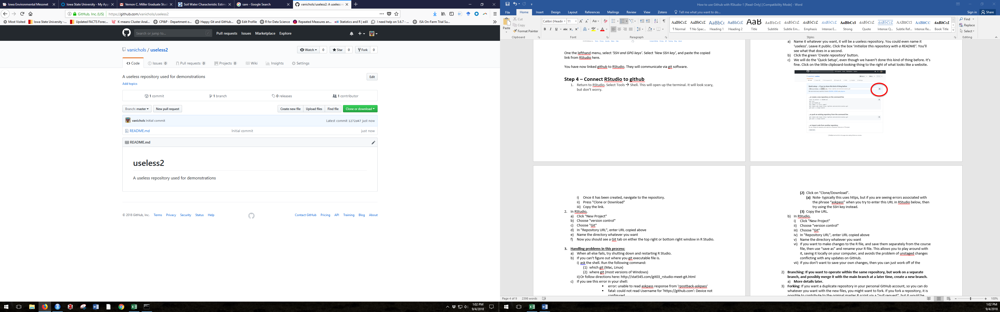 Iowa Environmental Mesonet
Iowa State University - My App
Vernon C. Miller Graduate Stud
Soil Water Characteristic Estima
sare - Google Search
vanichols/useless2: A useless re
GitHub, Inc. (US)
https://github.com/vanichols/useless2
Most Visited
Iowa State University -...
Updated FACTS Forec...
K-means Cluster Anal...
CP&P - Department o...
Happy Git and GitHub...
Edit Profile
R for Data Science
Repeated Measures an...
Statistics and R | edX
I need help on 5.6.7 - ...
ISA On-Farm Trial Su...
Search or jump to...
/
Pull requests
Issues
Marketplace
Explore
vanichols / useless2
Watch
0
Star
0
Fork
0
Code
Issues 0
Pull requests 0
Projects 0
Wiki
Insights
Settings
A useless repository used for demonstrations
Edit
Add topics
1 commit
1 branch
0 releases
1 contributor
Branch: master
New pull request
Create new file
Upload files
Find file
Clone or download
vanichols Initial commit
Latest commit 1272d47 just now
README.md
Initial commit
just now
README.md
useless2
A useless repository used for demonstrations
© 2018 GitHub, Inc.
Terms
Privacy
Security
Status
Help
Contact GitHub
Pricing
API
Training
Blog
About
1:02 PM
9/4/2018
How to use Github with RStudio-1 [Read-Only] [Compatibility Mode] - Word
File
Home
Insert
Design
Layout
References
Mailings
Review
View
Zotero
Tell me what you want to do...
Sign in
Share
Paste
Cut
Copy
Format Painter
Clipboard
Calibri (Headir
11
Font
Paragraph
¶ Normal
¶ No Spac...
Heading 1
Heading 2
Title
Subtitle
Subtle Em...
Emphasis
Intense E...
Strong
Quote
Intense Q...
Subtle Ref...
Intense Re...
Book Title
Styles
Find
Replace
Select
Editing
One the lefthand menu, select ‘SSH and GPG keys’. Select ‘New SSH key’, and paste the copied
link from RStudio here.
You have now linked github to RStudio. They will communicate via git software.
Step 4 – Connect RStudio to github
1. Return to RStudio. Select Tools → Shell. This will open up the terminal. It will look scary,
but don’t worry.
a) Name it whatever you want, it will be a useless repository. You could even name it
‘useless’. Leave it public. Click the box ‘Initialize this repository with a README’. You’ll
see what that does in a second.
b) Click the green ‘Create repository’ button.
c) We will do the ‘Quick Setup’, even though we haven’t done this kind of thing before. It’s
fine. Click on the little clipboard-looking-thing to the right of what looks like a website.
Quick setup — if you've done this kind of thing before
...or create a new repository on the command line
...or push an existing repository from the command line
...or import code from another repository
i) Once it has been created, navigate to the repository.
ii) Press "Clone or Download"
iii) Copy the link.
2. In RStudio,
a) Click "New Project"
b) Choose "version control"
c) Choose "Git"
d) In "Repository URL", enter URL copied above
e) Name the directory whatever you want
f) Now you should see a Git tab on either the top right or bottom right window in R Studio.
3. Handling problems in this process:
a) When all else fails, try shutting down and restarting R Studio.
b) If you can't figure out where you git executable file is.
i) ask the shell. Run the following command:
(1) which git (Mac, Linux)
(2) where git (most versions of Windows)
ii) Or follow directions here: http://stat545.com/git03_rstudio-meet-git.html
c) If you see this error in your shell:
▪ error: unable to read askpass response from 'rpostback-askpass'
▪ fatal: could not read Username for 'https://github.com': Device not
configured
(2) Click on "Clone/Download".
(a) Note- typically this uses https, but if you are seeing errors associated with
the phrase “askpass” when you try to enter this URL in RStudio below, then
try using the SSH key instead.
(3) Copy the URL.
b) In RStudio,
i) Click "New Project"
ii) Choose "version control"
iii) Choose "Git"
iv) In "Repository URL", enter URL copied above
v) Name the directory whatever you want
vi) If you want to make changes to the R file, and save them separately from the course
file, then use “save as” and rename your R file. This allows you to play around with
it, saving it locally on your computer, and avoids the problem of unstaged changes
conflicting with any updates on GitHub.
vii) If you don’t want to save your own changes, then you can just work off of the
2) Branching: If you want to operate within the same repository, but work on a separate
branch, and possibly merge it with the main branch at a later time, create a new branch.
a) More details later.
3) Forking: If you want a duplicate repository in your personal GitHub account, so you can do
whatever you want with the new files, you might want to fork. If you fork a repository, it is
possible to contribute to the original master R script via a "pull request", but it would be
Page 4 of 9
2398 words
100%
1:02 PM
9/4/2018